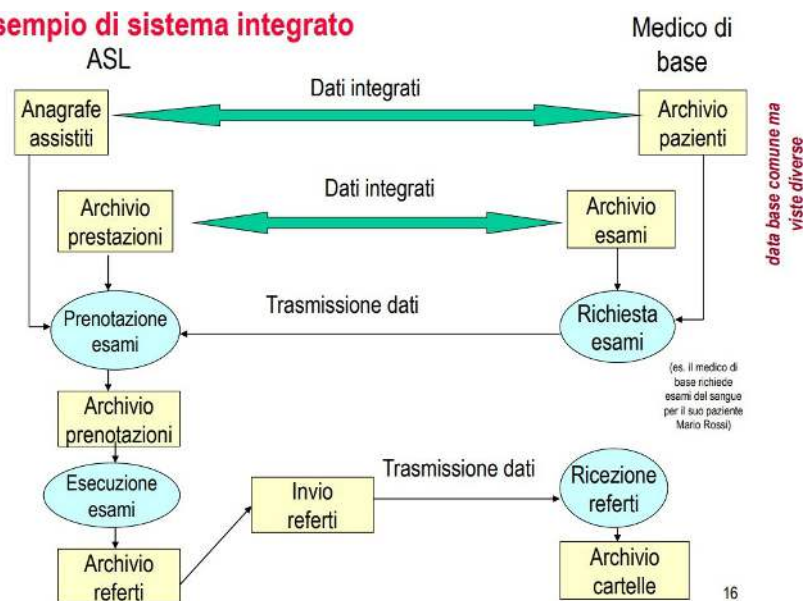 sempio di sistema integrato
ASL
Medico di
base
Dati integrati
Anagrafe
assistiti
Archivio
pazienti
data base comune ma
viste diverse
Dati integrati
Archivio
prestazioni
Archivio
esami
Trasmissione dati
Prenotazione
esami
Richiesta
esami
(es. il medico di
base richiede
esami del sangue
per il suo paziente
Mario Rossi)
Archivio
prenotazioni
Esecuzione
esami
Invio
referti
Trasmissione dati
Ricezione
referti
Archivio
referti
Archivio
cartelle
16